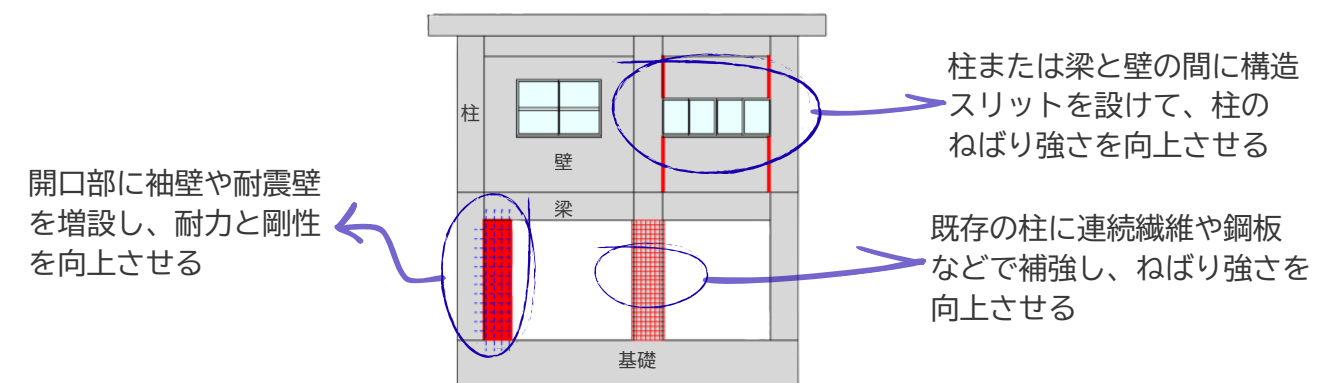 柱または梁と壁の間に構造
スリットを設けて、柱の
ねばり強さを向上させる
柱
壁
開口部に袖壁や耐震壁
を増設し、耐力と剛性
を向上させる
梁
既存の柱に連続繊維や鋼板
などで補強し、ねばり強さを
向上させる
基礎